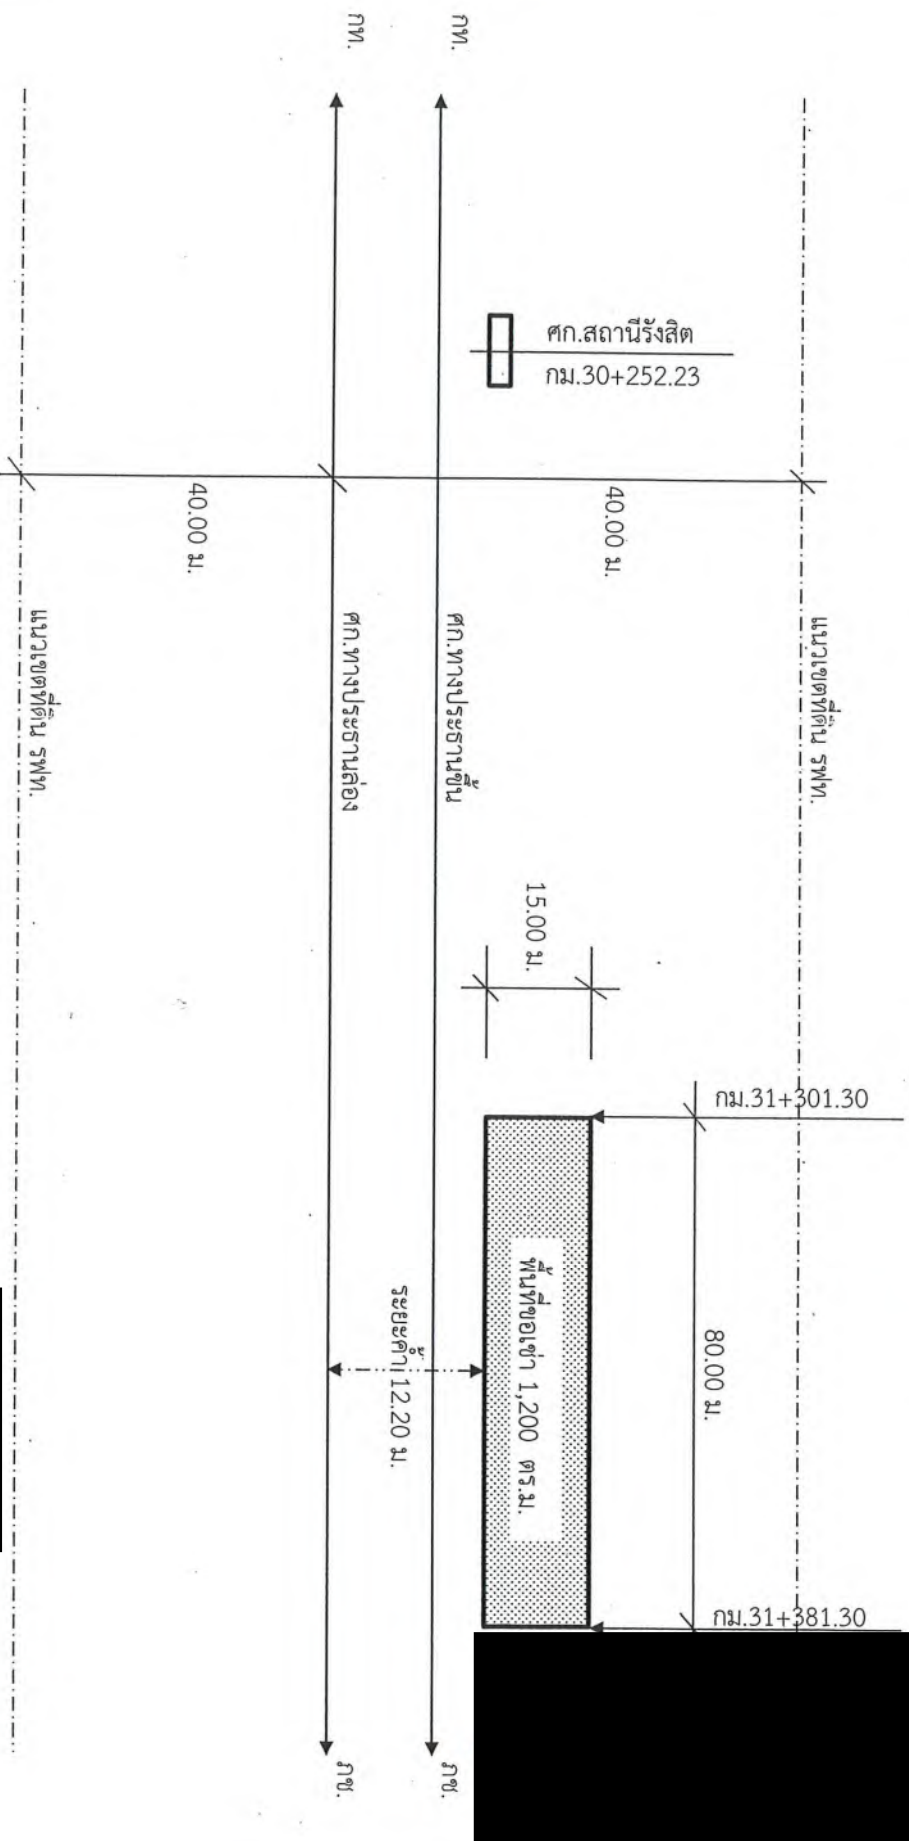 กท.
กท.
ศก.สถานีรังสิต
กม.30+252.23
40.00 ม.
40.00 ม.
แนวเขตที่ดิน รฟท.
ศก.ทางประธานขึ้น
ศก.ทางประธานล่อง
แนวเขตที่ดิน รฟท.
15.00 ม.
กม.31+301.30
80.00 ม.
พื้นที่ขอเช่า 1,200 ตร.ม.
ระยะค้ำ 12.20 ม.
กม.31+381.30
ภช.
ภช.